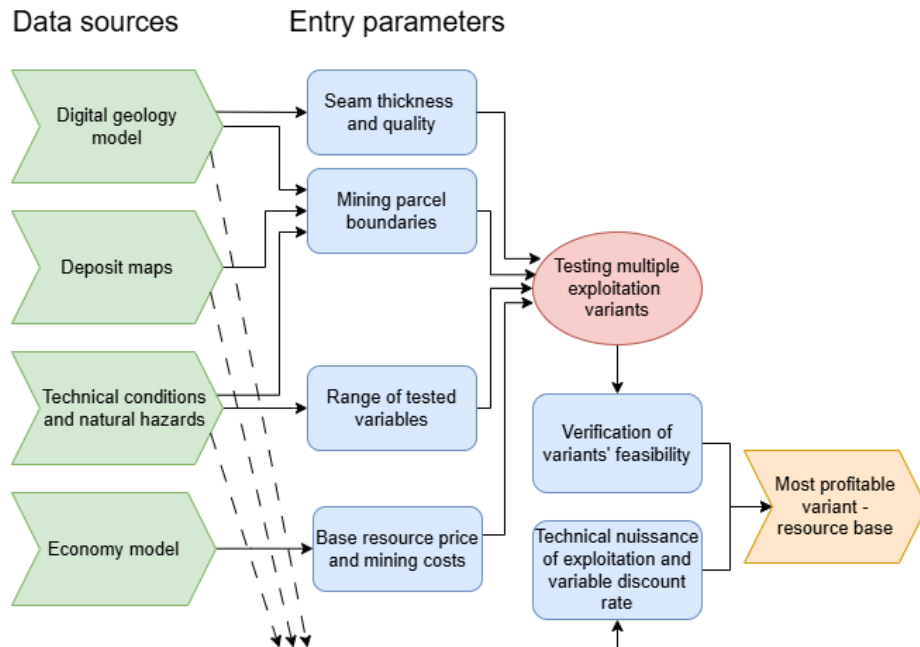 Data sources
Entry parameters
Digital geology
model
Seam thickness
and quality
Mining parcel
boundaries
Deposit maps
Testing multiple
exploitation
variants
Technical conditions
and natural hazards
Range of tested
variables
Verification of
variants' feasibility
Most profitable
variant -
resource base
Economy model
Base resource price
and mining costs
Technical nuissance
of exploitation and
variable discount
rate